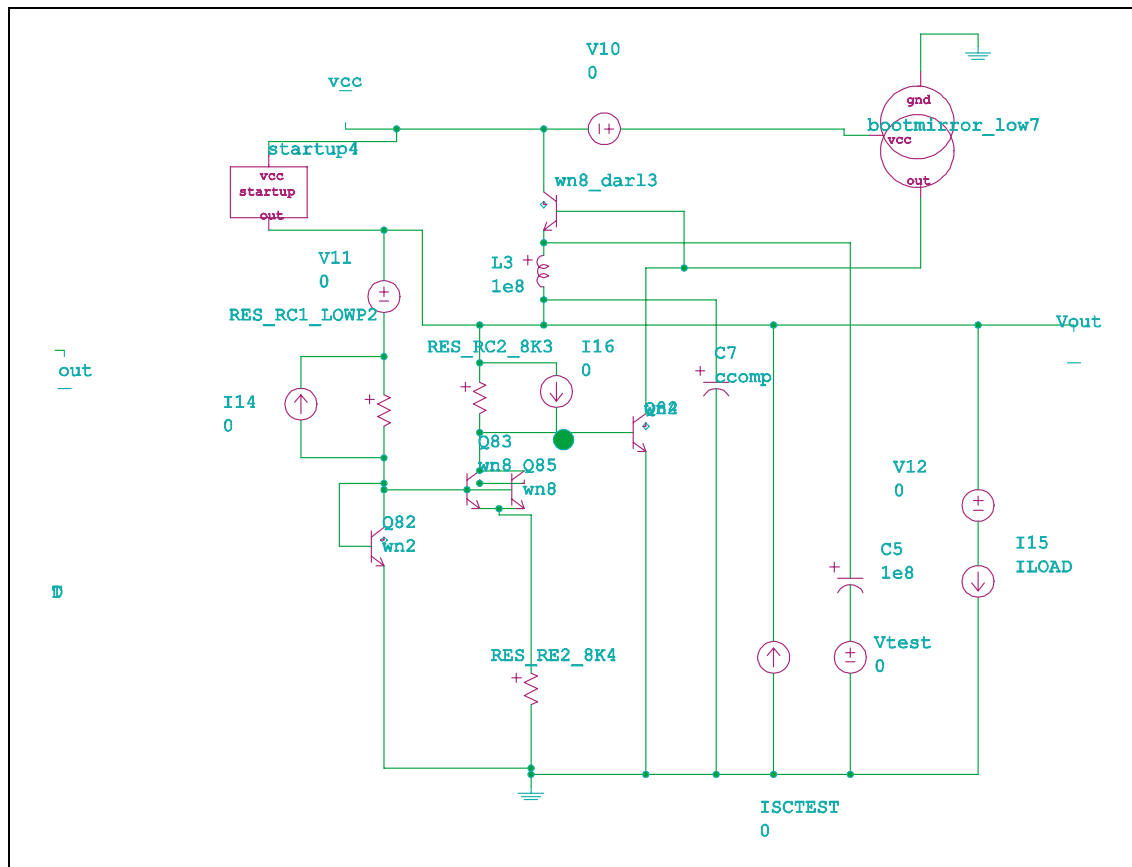 V10
0
vcc
gnd
bootmirror_low7
vcc
out
startup4
vcc
startup
out
wn8_darl3
V11
0
L3
1e8
RES_RC1_LOWP2
Vout
RES_RC2_8K3
I16
0
C7
ccomp
out
I14
0
Q83
wn8
Q85
wn8
V12
0
Q82
wn2
C5
1e8
I15
ILOAD
Vtest
0
RES_RE2_8K4
ISCTEST
0